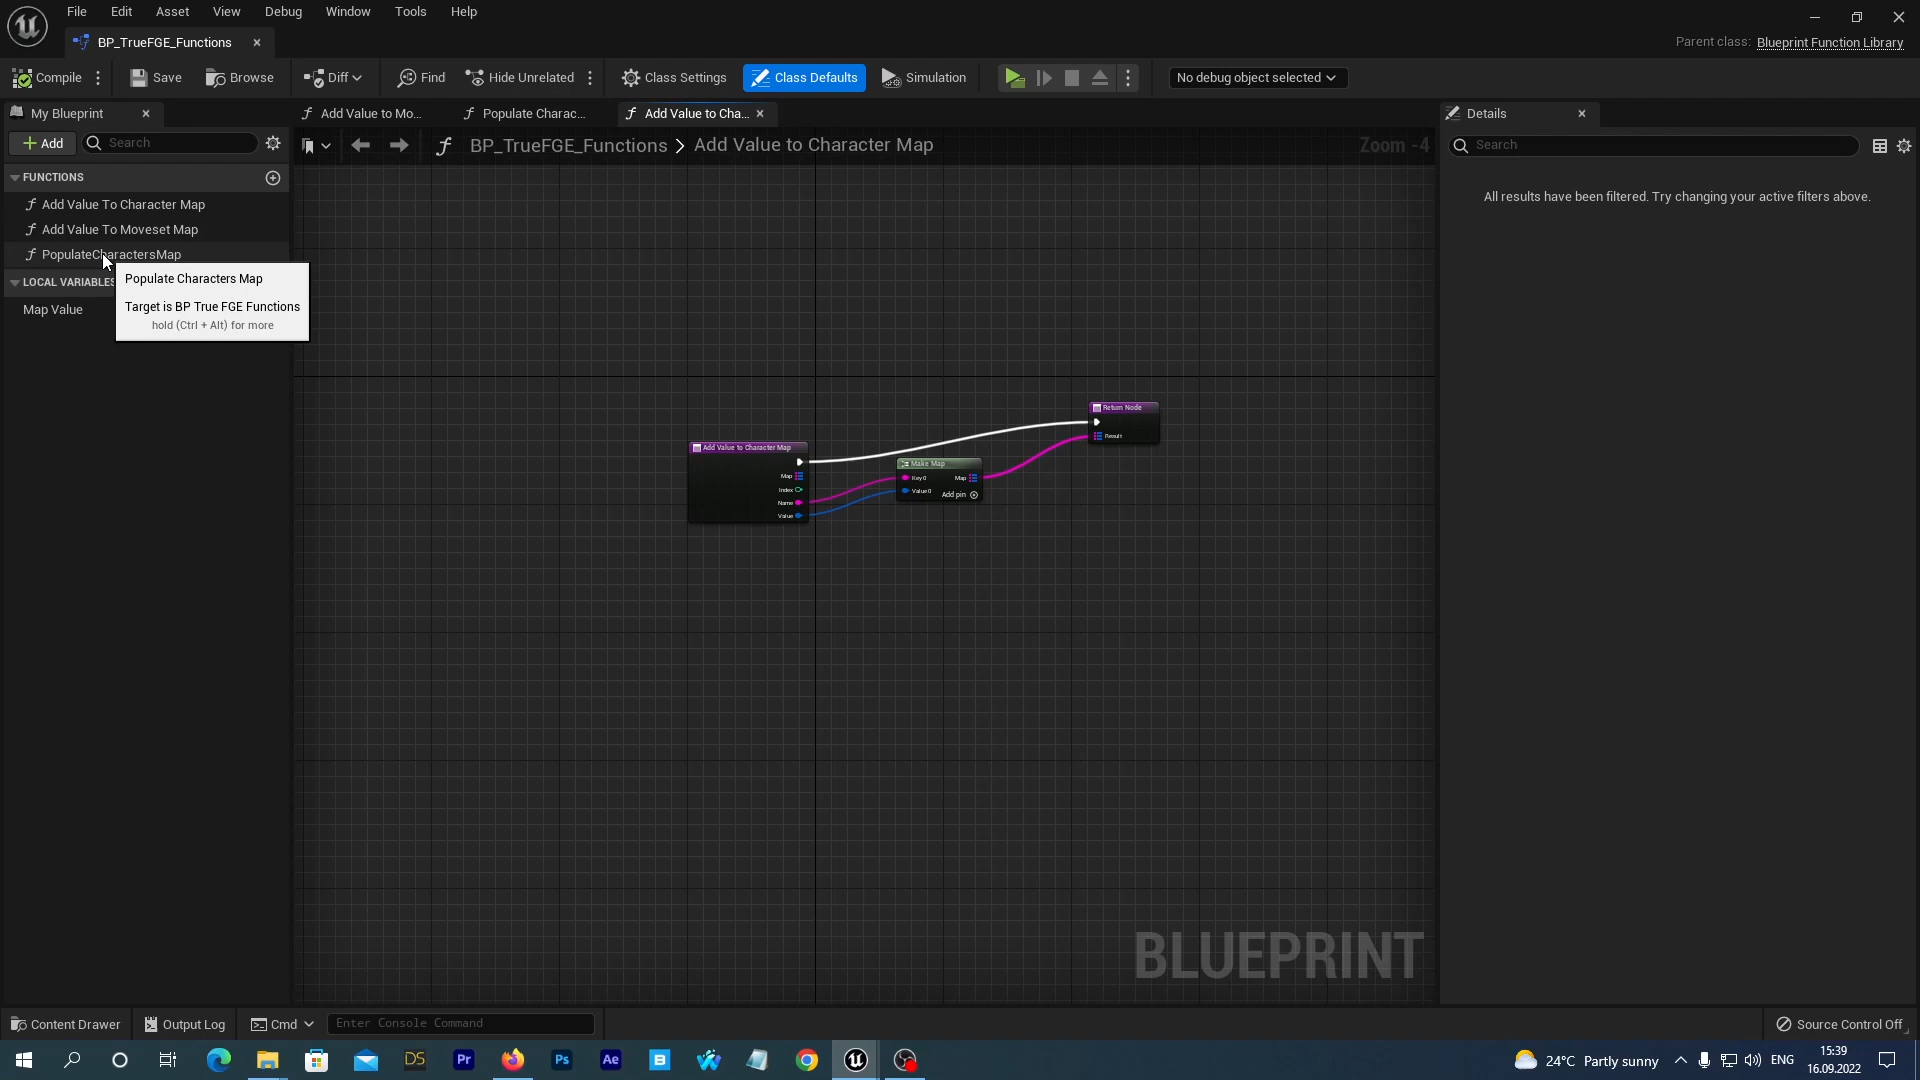 File Edit Asset View Debug Window Tools Help
BP_TrueFGE_Functions
Parent class: Blueprint Function Library
Compile Save Browse Diff Find Hide Unrelated Class Settings Class Defaults Simulation No debug object selected
My Blueprint
Add Value to Mo...
Populate Charac...
Add Value to Cha...
Details
Add
Search
BP_TrueFGE_Functions > Add Value to Character Map
Zoom -4
Search
FUNCTIONS
All results have been filtered. Try changing your active filters above.
Add Value To Character Map
Add Value To Moveset Map
PopulateCharactersMap
LOCAL VARIABLES
Map Value
Populate Characters Map
Target is BP True FGE Functions
hold (Ctrl + Alt) for more
Add Value to Character Map
Map
Index
Name
Value
Make Map
Key 0
Map
Value 0
Add pin
Return Node
Result
BLUEPRINT
Content Drawer
Output Log
Cmd
Enter Console Command
Source Control Off
DS
Pr
Ps
Ae
B
24°C Partly sunny
ENG
15:39
16.09.2022